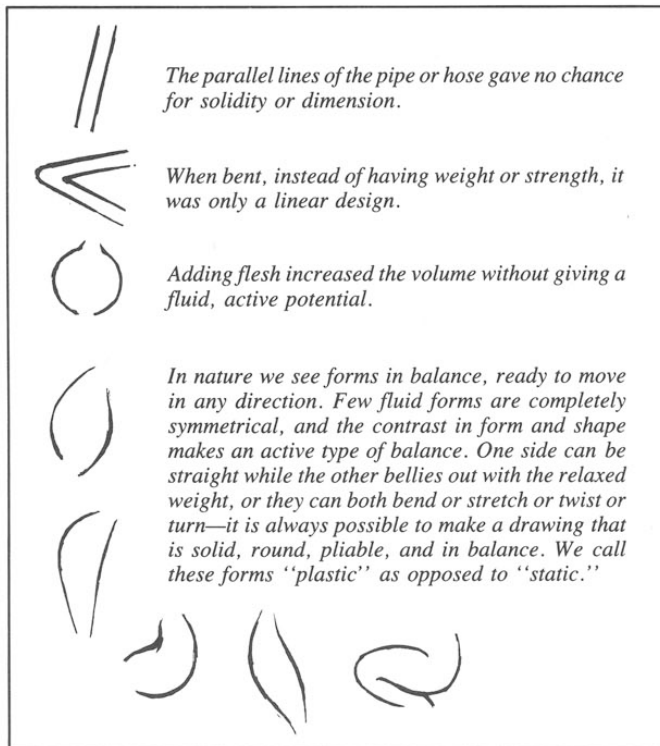 The parallel lines of the pipe or hose gave no chance
for solidity or dimension.
When bent, instead of having weight or strength, it
was only a linear design.
Adding flesh increased the volume without giving a
fluid, active potential.
In nature we see forms in balance, ready to move
in any direction. Few fluid forms are completely
symmetrical, and the contrast in form and shape
makes an active type of balance. One side can be
straight while the other bellies out with the relaxed
weight, or they can both bend or stretch or twist or
turn—it is always possible to make a drawing that
is solid, round, pliable, and in balance. We call
these forms ‘‘plastic’’ as opposed to ‘‘static.’’